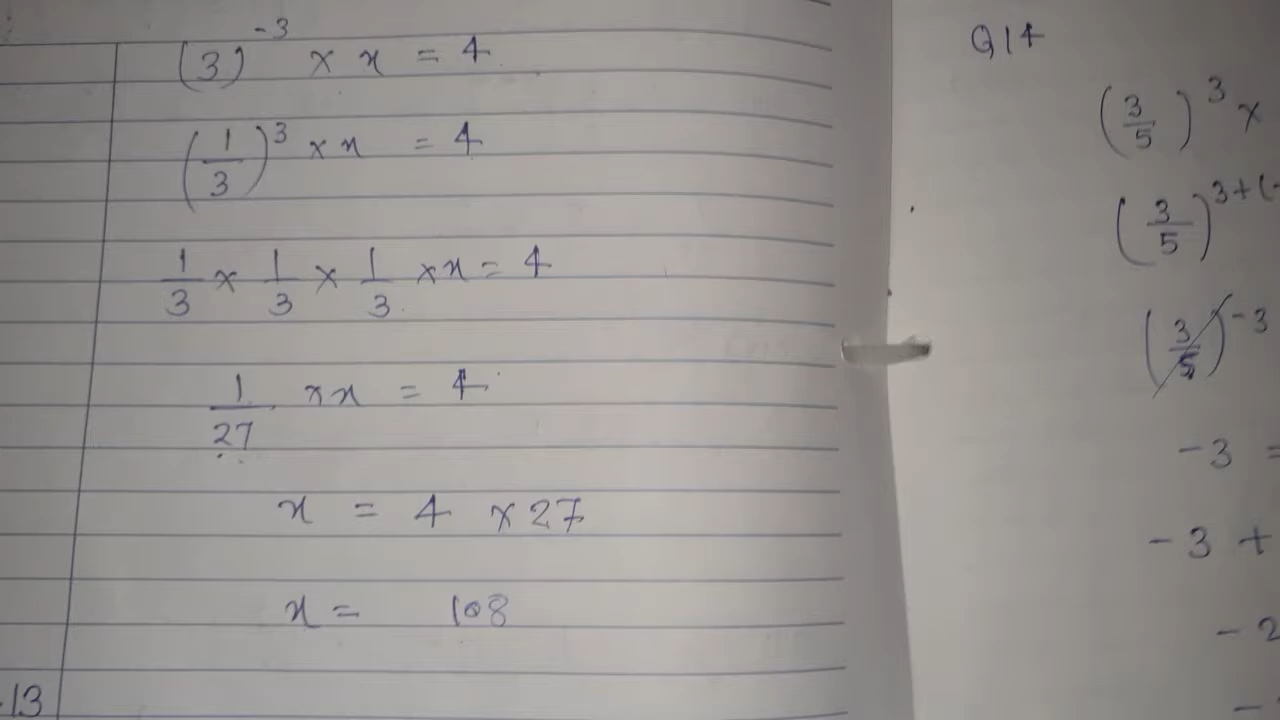 (3)^-3 × x = 4
(1/3)^3 × x = 4
1/3 × 1/3 × 1/3 × x = 4
1/27 × x = 4
x = 4 × 27
x = 108
13
Q14
(3/5)^3 ×
(3/5)^3+(-
(3/5)^-3
-3 =
-3 +
-2
-